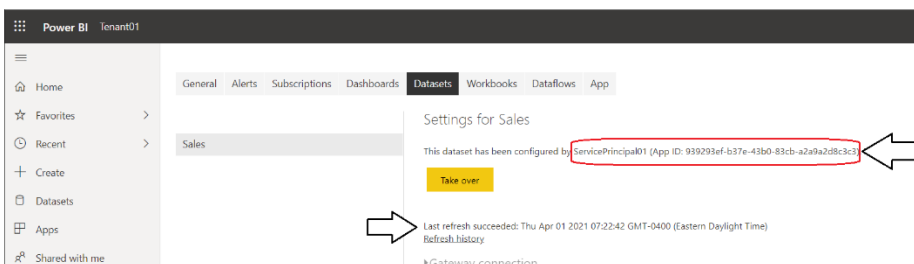 Power BI Tenant01
Home
General Alerts Subscriptions Dashboards Datasets Workbooks Dataflows App
Favorites
Settings for Sales
Recent
Sales
This dataset has been configured by ServicePrincipal01 (App ID: 939293ef-b37e-43b0-83cb-a2a9a2d8c3c3)
Create
Take over
Datasets
Apps
Last refresh succeeded: Thu Apr 01 2021 07:22:42 GMT-0400 (Eastern Daylight Time)
Refresh history
Shared with me
Gateway connection